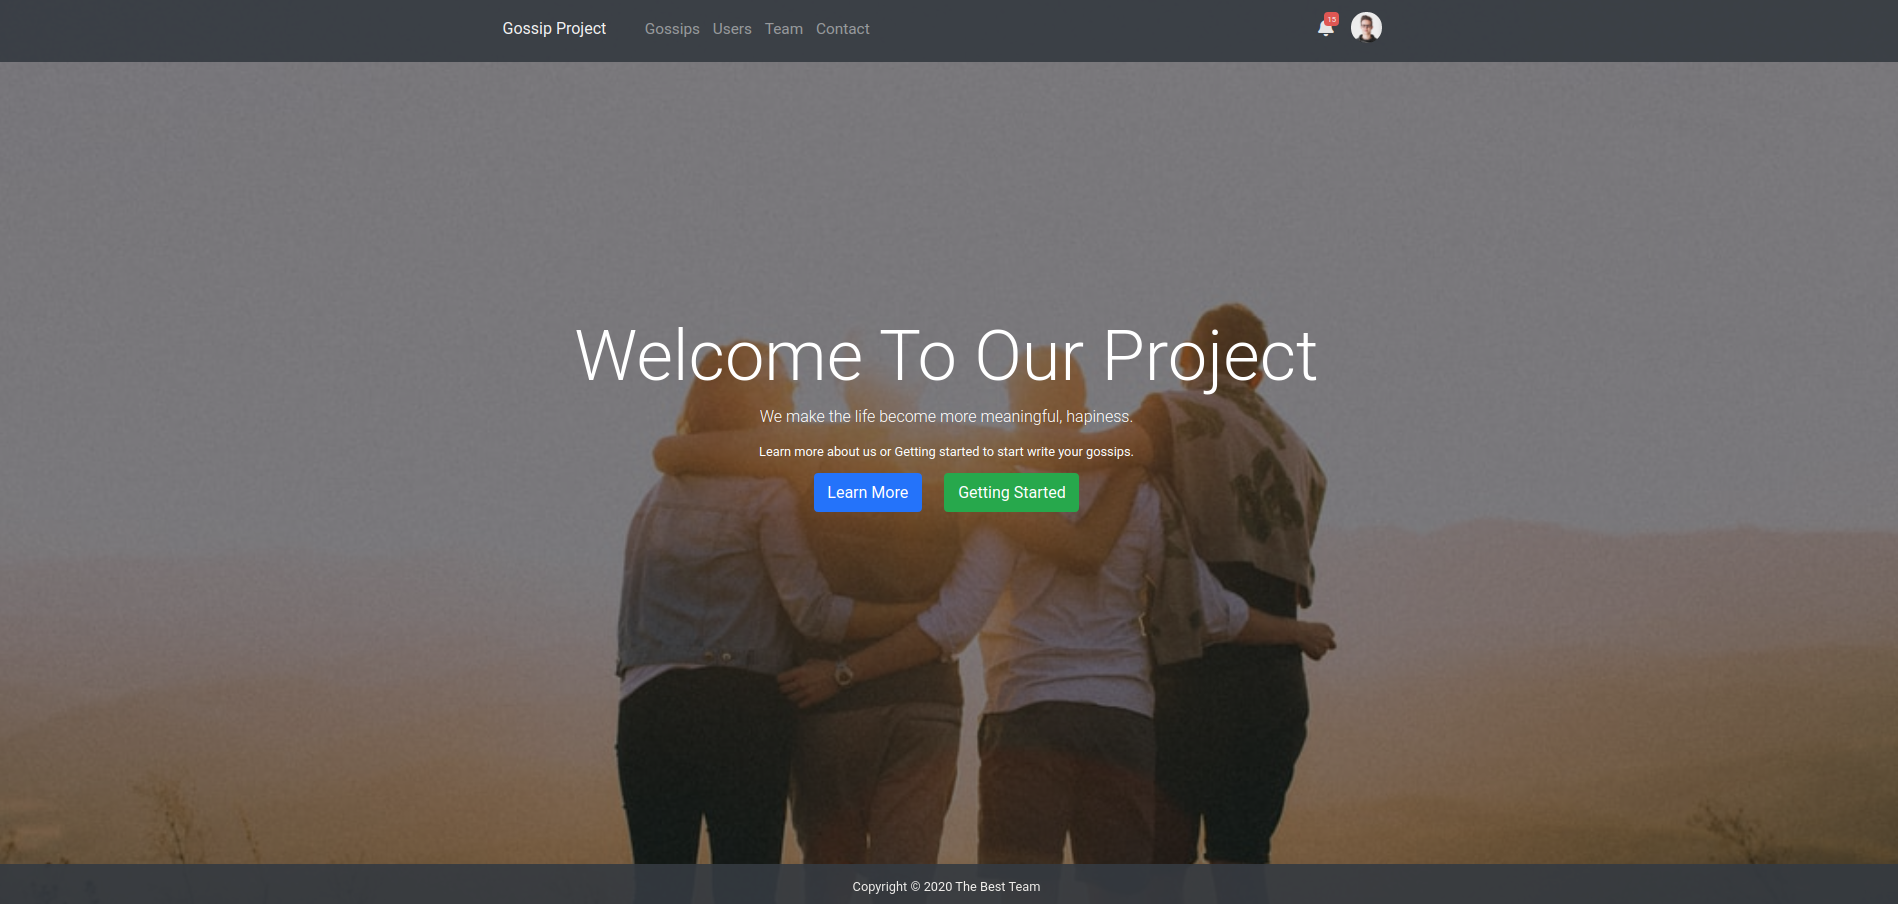 Gossip Project Gossips Users Team Contact 15
Welcome To Our Project
We make the life become more meaningful, hapiness.
Learn more about us or Getting started to start write your gossips.
Learn More Getting Started
Copyright © 2020 The Best Team